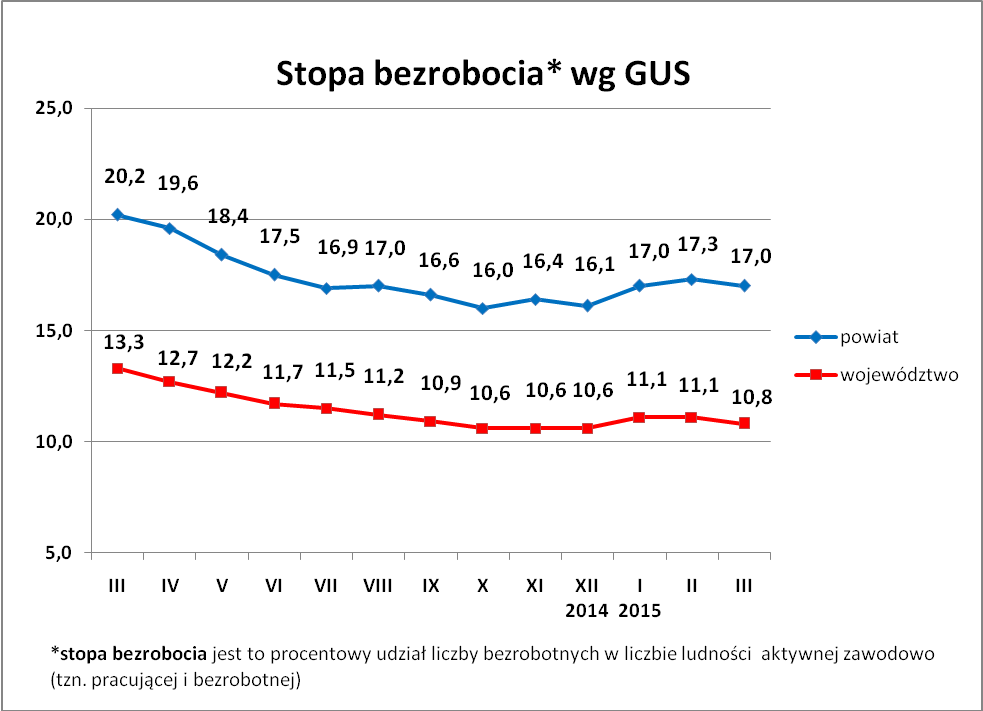 Stopa bezrobocia* wg GUS
25,0
20,0
15,0
10,0
5,0
20,2 19,6 18,4 17,5 16,9 17,0 16,6 16,0 16,4 16,1 17,0 17,3 17,0
13,3 12,7 12,2 11,7 11,5 11,2 10,9 10,6 10,6 10,6 11,1 11,1 10,8
powiat
województwo
III IV V VI VII VIII IX X XI XII I II III
2014 2015
*stopa bezrobocia jest to procentowy udział liczby bezrobotnych w liczbie ludności aktywnej zawodowo
(tzn. pracującej i bezrobotnej)